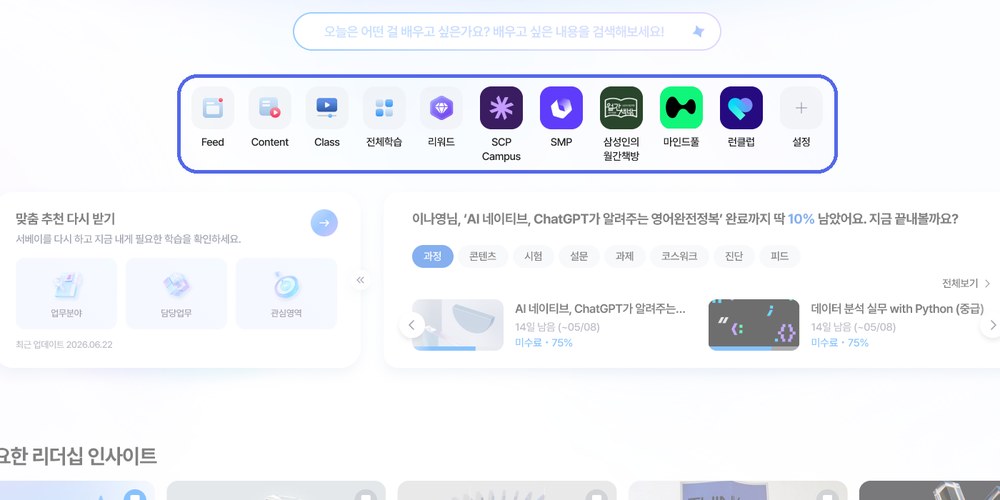 오늘은 어떤 걸 배우고 싶은가요? 배우고 싶은 내용을 검색해보세요!
Feed
Content
Class
전체학습
리워드
SCP
Campus
SMP
삼성인의
월간책방
마인드풀
런클럽
설정
맞춤 추천 다시 받기
서베이를 다시 하고 지금 내게 필요한 학습을 확인하세요.
업무분야
담당업무
관심영역
최근 업데이트 2026.06.22
이나영님, ‘AI 네이티브, ChatGPT가 알려주는 영어완전정복’ 완료까지 딱 10% 남았어요. 지금 끝내볼까요?
과정
콘텐츠
시험
설문
과제
코스워크
진단
피드
전체보기
AI 네이티브, ChatGPT가 알려주는...
14일 남음 (~05/08)
미수료 • 75%
데이터 분석 실무 with Python (중급)
14일 남음 (~05/08)
미수료 • 75%
요한 리더십 인사이트